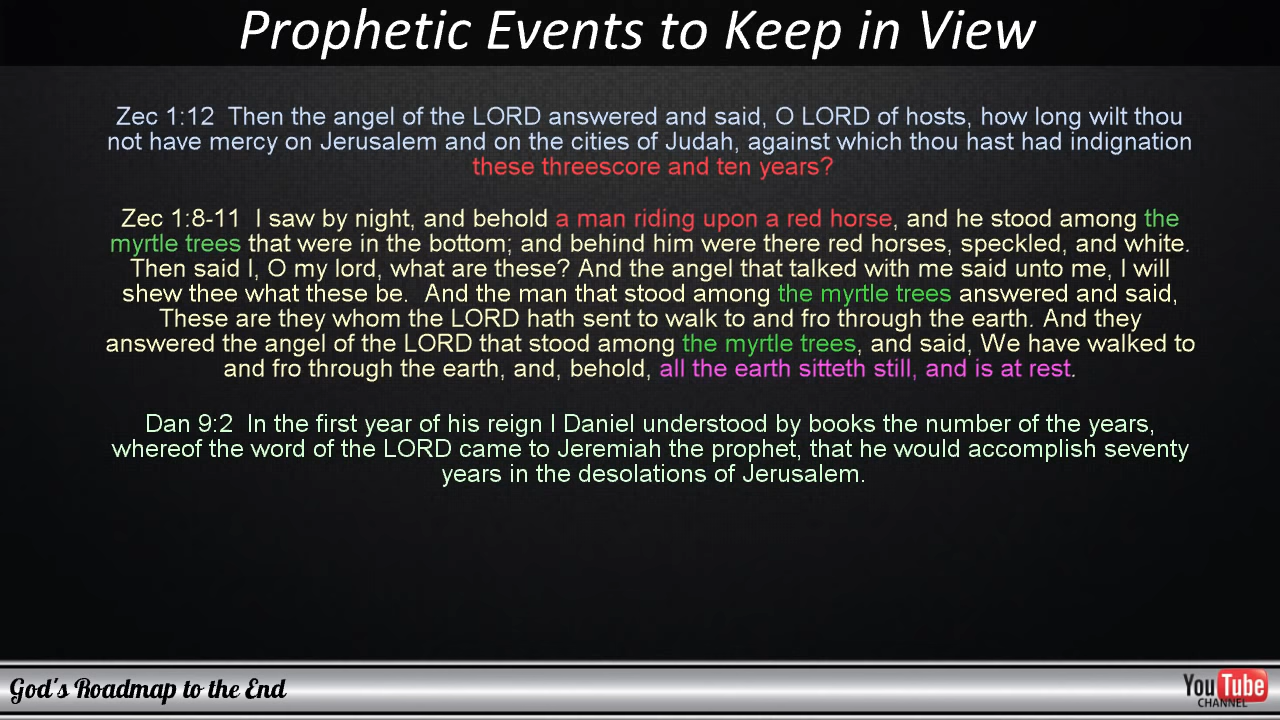 Prophetic Events to Keep in View
Zec 1:12  Then the angel of the LORD answered and said, O LORD of hosts, how long wilt thou
not have mercy on Jerusalem and on the cities of Judah, against which thou hast had indignation
these threescore and ten years?
Zec 1:8-11  I saw by night, and behold a man riding upon a red horse, and he stood among the
myrtle trees that were in the bottom; and behind him were there red horses, speckled, and white.
Then said I, O my lord, what are these? And the angel that talked with me said unto me, I will
shew thee what these be.  And the man that stood among the myrtle trees answered and said,
These are they whom the LORD hath sent to walk to and fro through the earth. And they
answered the angel of the LORD that stood among the myrtle trees, and said, We have walked to
and fro through the earth, and, behold, all the earth sitteth still, and is at rest.
Dan 9:2  In the first year of his reign I Daniel understood by books the number of the years,
whereof the word of the LORD came to Jeremiah the prophet, that he would accomplish seventy
years in the desolations of Jerusalem.
God's Roadmap to the End
YouTube
CHANNEL